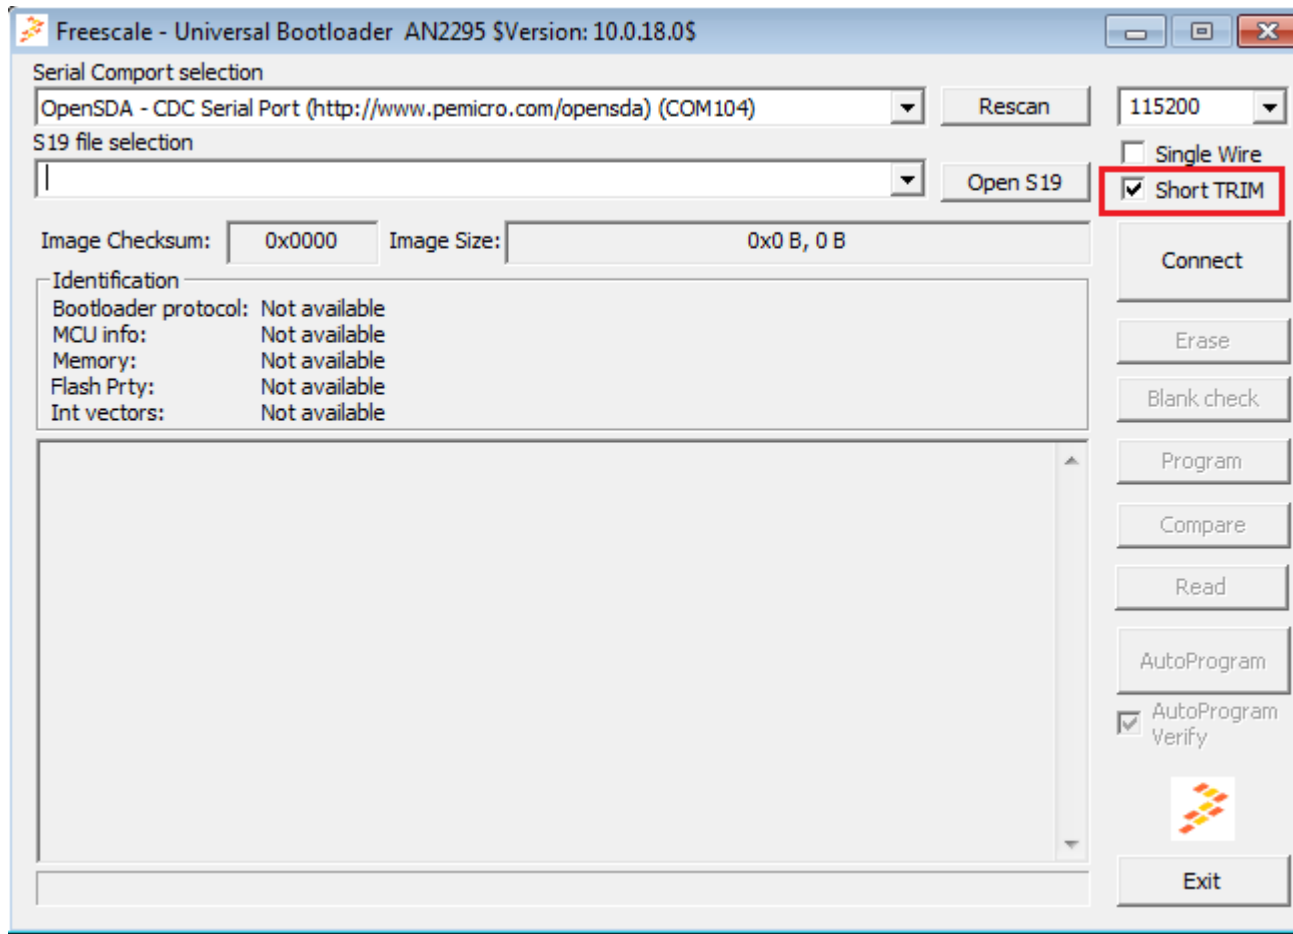 Freescale - Universal Bootloader AN2295 $Version: 10.0.18.0$
Serial Comport selection
OpenSDA - CDC Serial Port (http://www.pemicro.com/opensda) (COM104)
Rescan
115200
S19 file selection
Single Wire
Open S19
Short TRIM
Image Checksum:
0x0000
Image Size:
0x0 B, 0 B
Connect
Identification
Bootloader protocol: Not available
MCU info: Not available
Memory: Not available
Flash Prty: Not available
Int vectors: Not available
Erase
Blank check
Program
Compare
Read
AutoProgram
AutoProgram
Verify
Exit